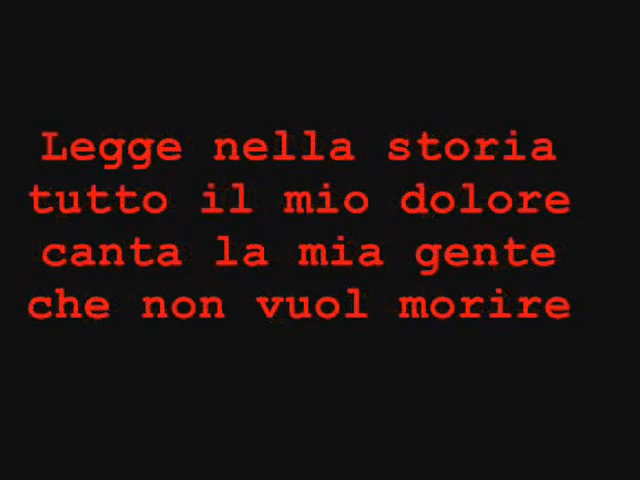 Legge nella storia
tutto il mio dolore
canta la mia gente
che non vuol morire